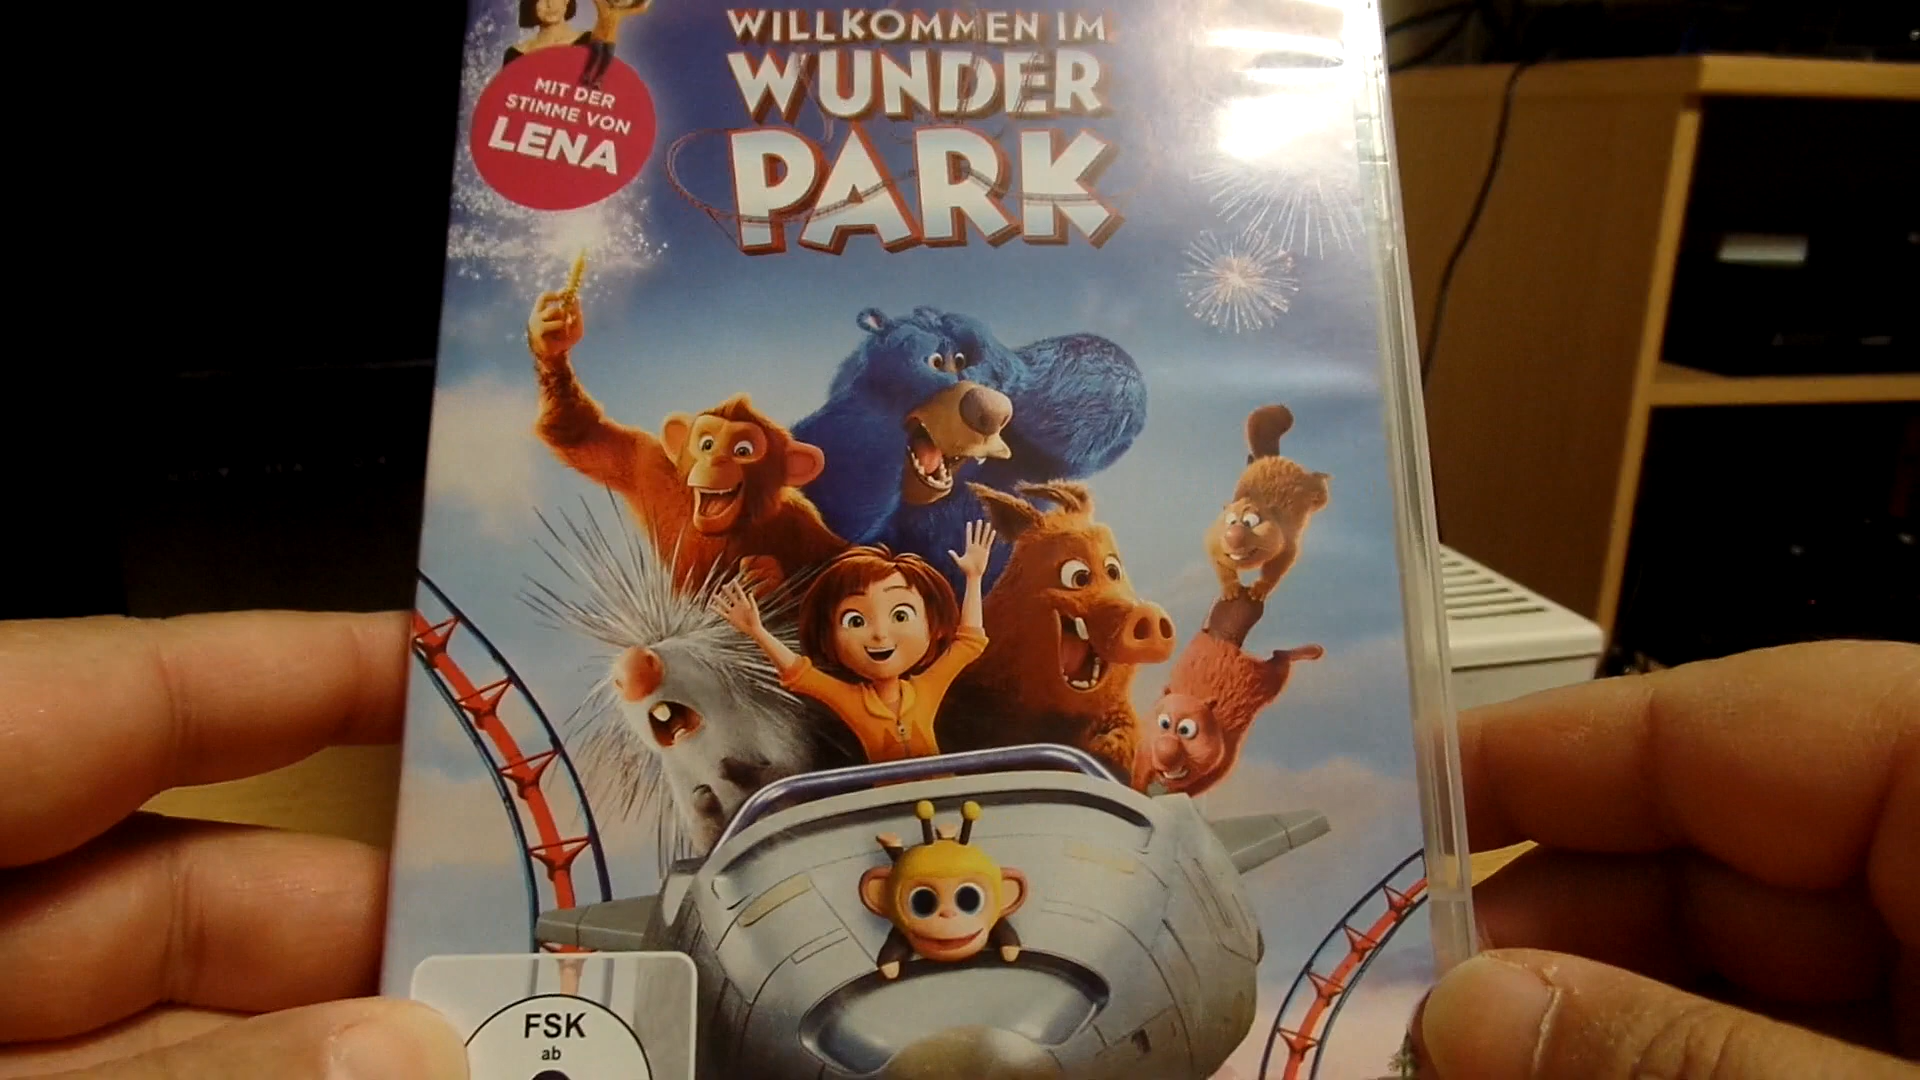 MIT DER
STIMME VON
LENA
WILLKOMMEN IM
WUNDER
PARK
FSK
ab